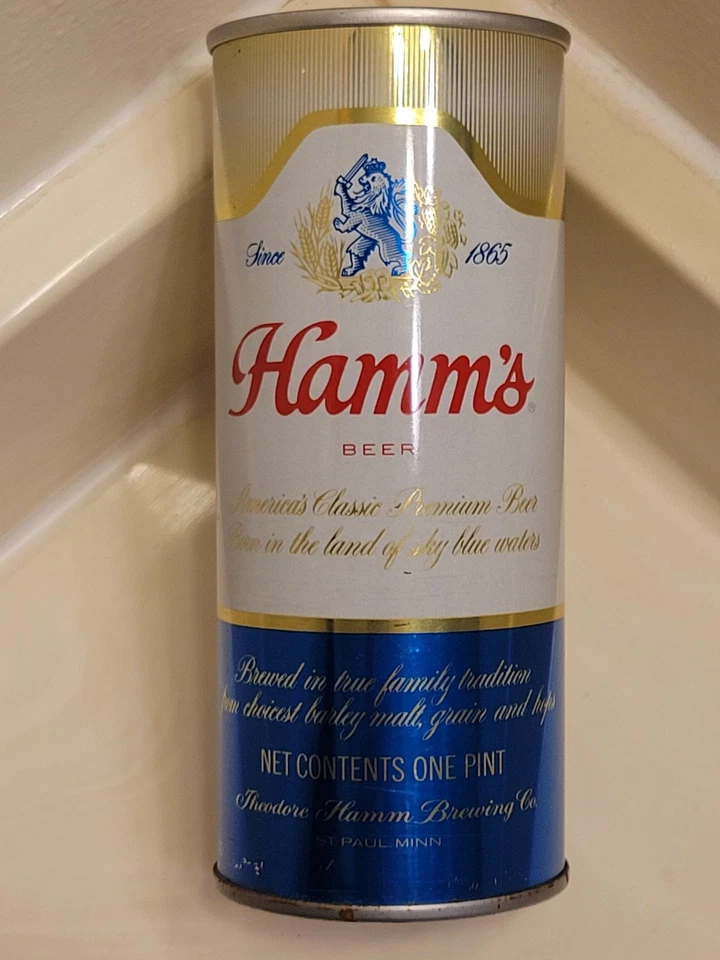 Since 1865
Hamm's
BEER
America's Classic Premium Beer
Born in the land of sky blue waters
Brewed in true family tradition
from choicest barley malt, grain and hops
NET CONTENTS ONE PINT
Theodore Hamm Brewing Co.
ST. PAUL, MINN